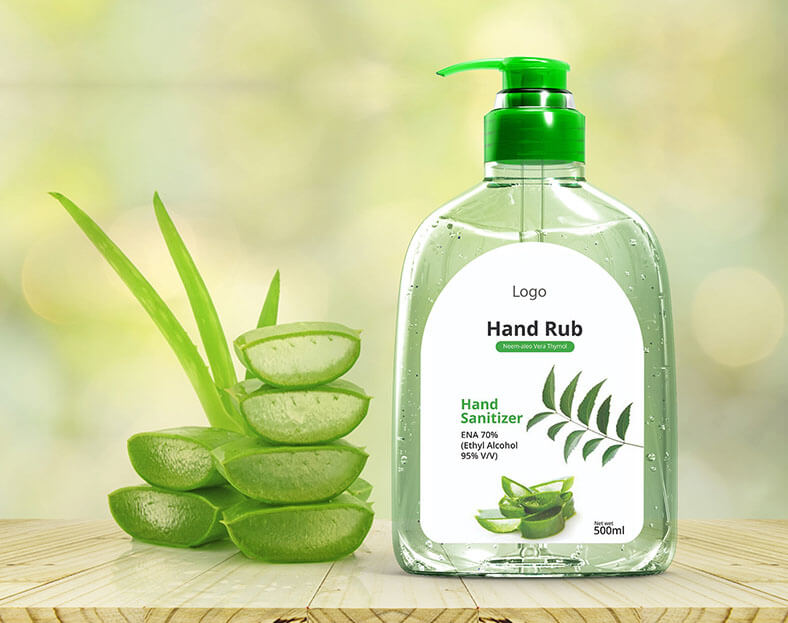 Logo
Hand Rub
Neem-aleo Vera Thymol
Hand
Sanitizer
ENA 70%
(Ethyl Alcohol
95% V/V)
Net wet
500ml